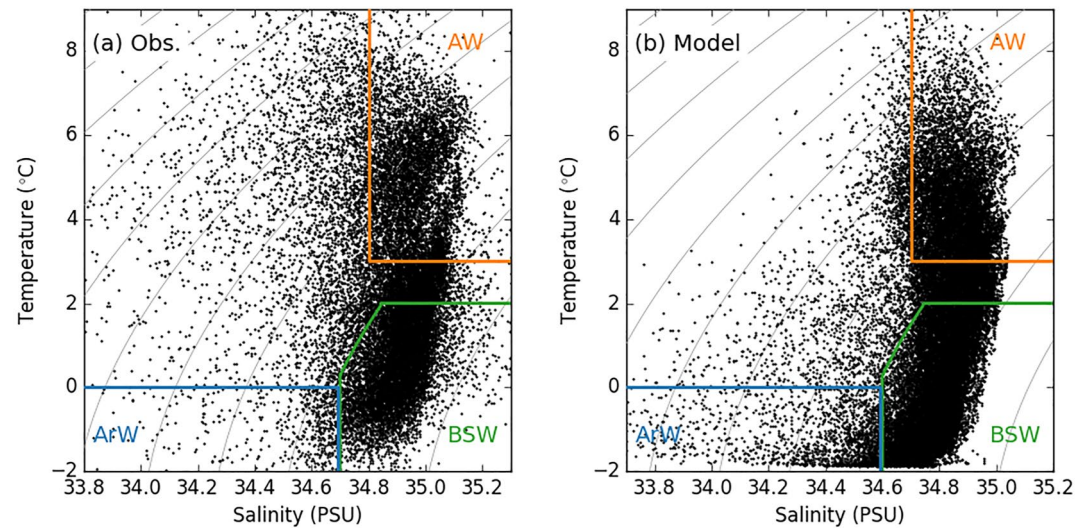 (a) Obs.
AW
ArW
BSW
8
6
4
2
0
−2
33.8 34.0 34.2 34.4 34.6 34.8 35.0 35.2
Temperature (°C)
Salinity (PSU)
(b) Model
AW
ArW
BSW
8
6
4
2
0
−2
33.8 34.0 34.2 34.4 34.6 34.8 35.0 35.2
Temperature (°C)
Salinity (PSU)